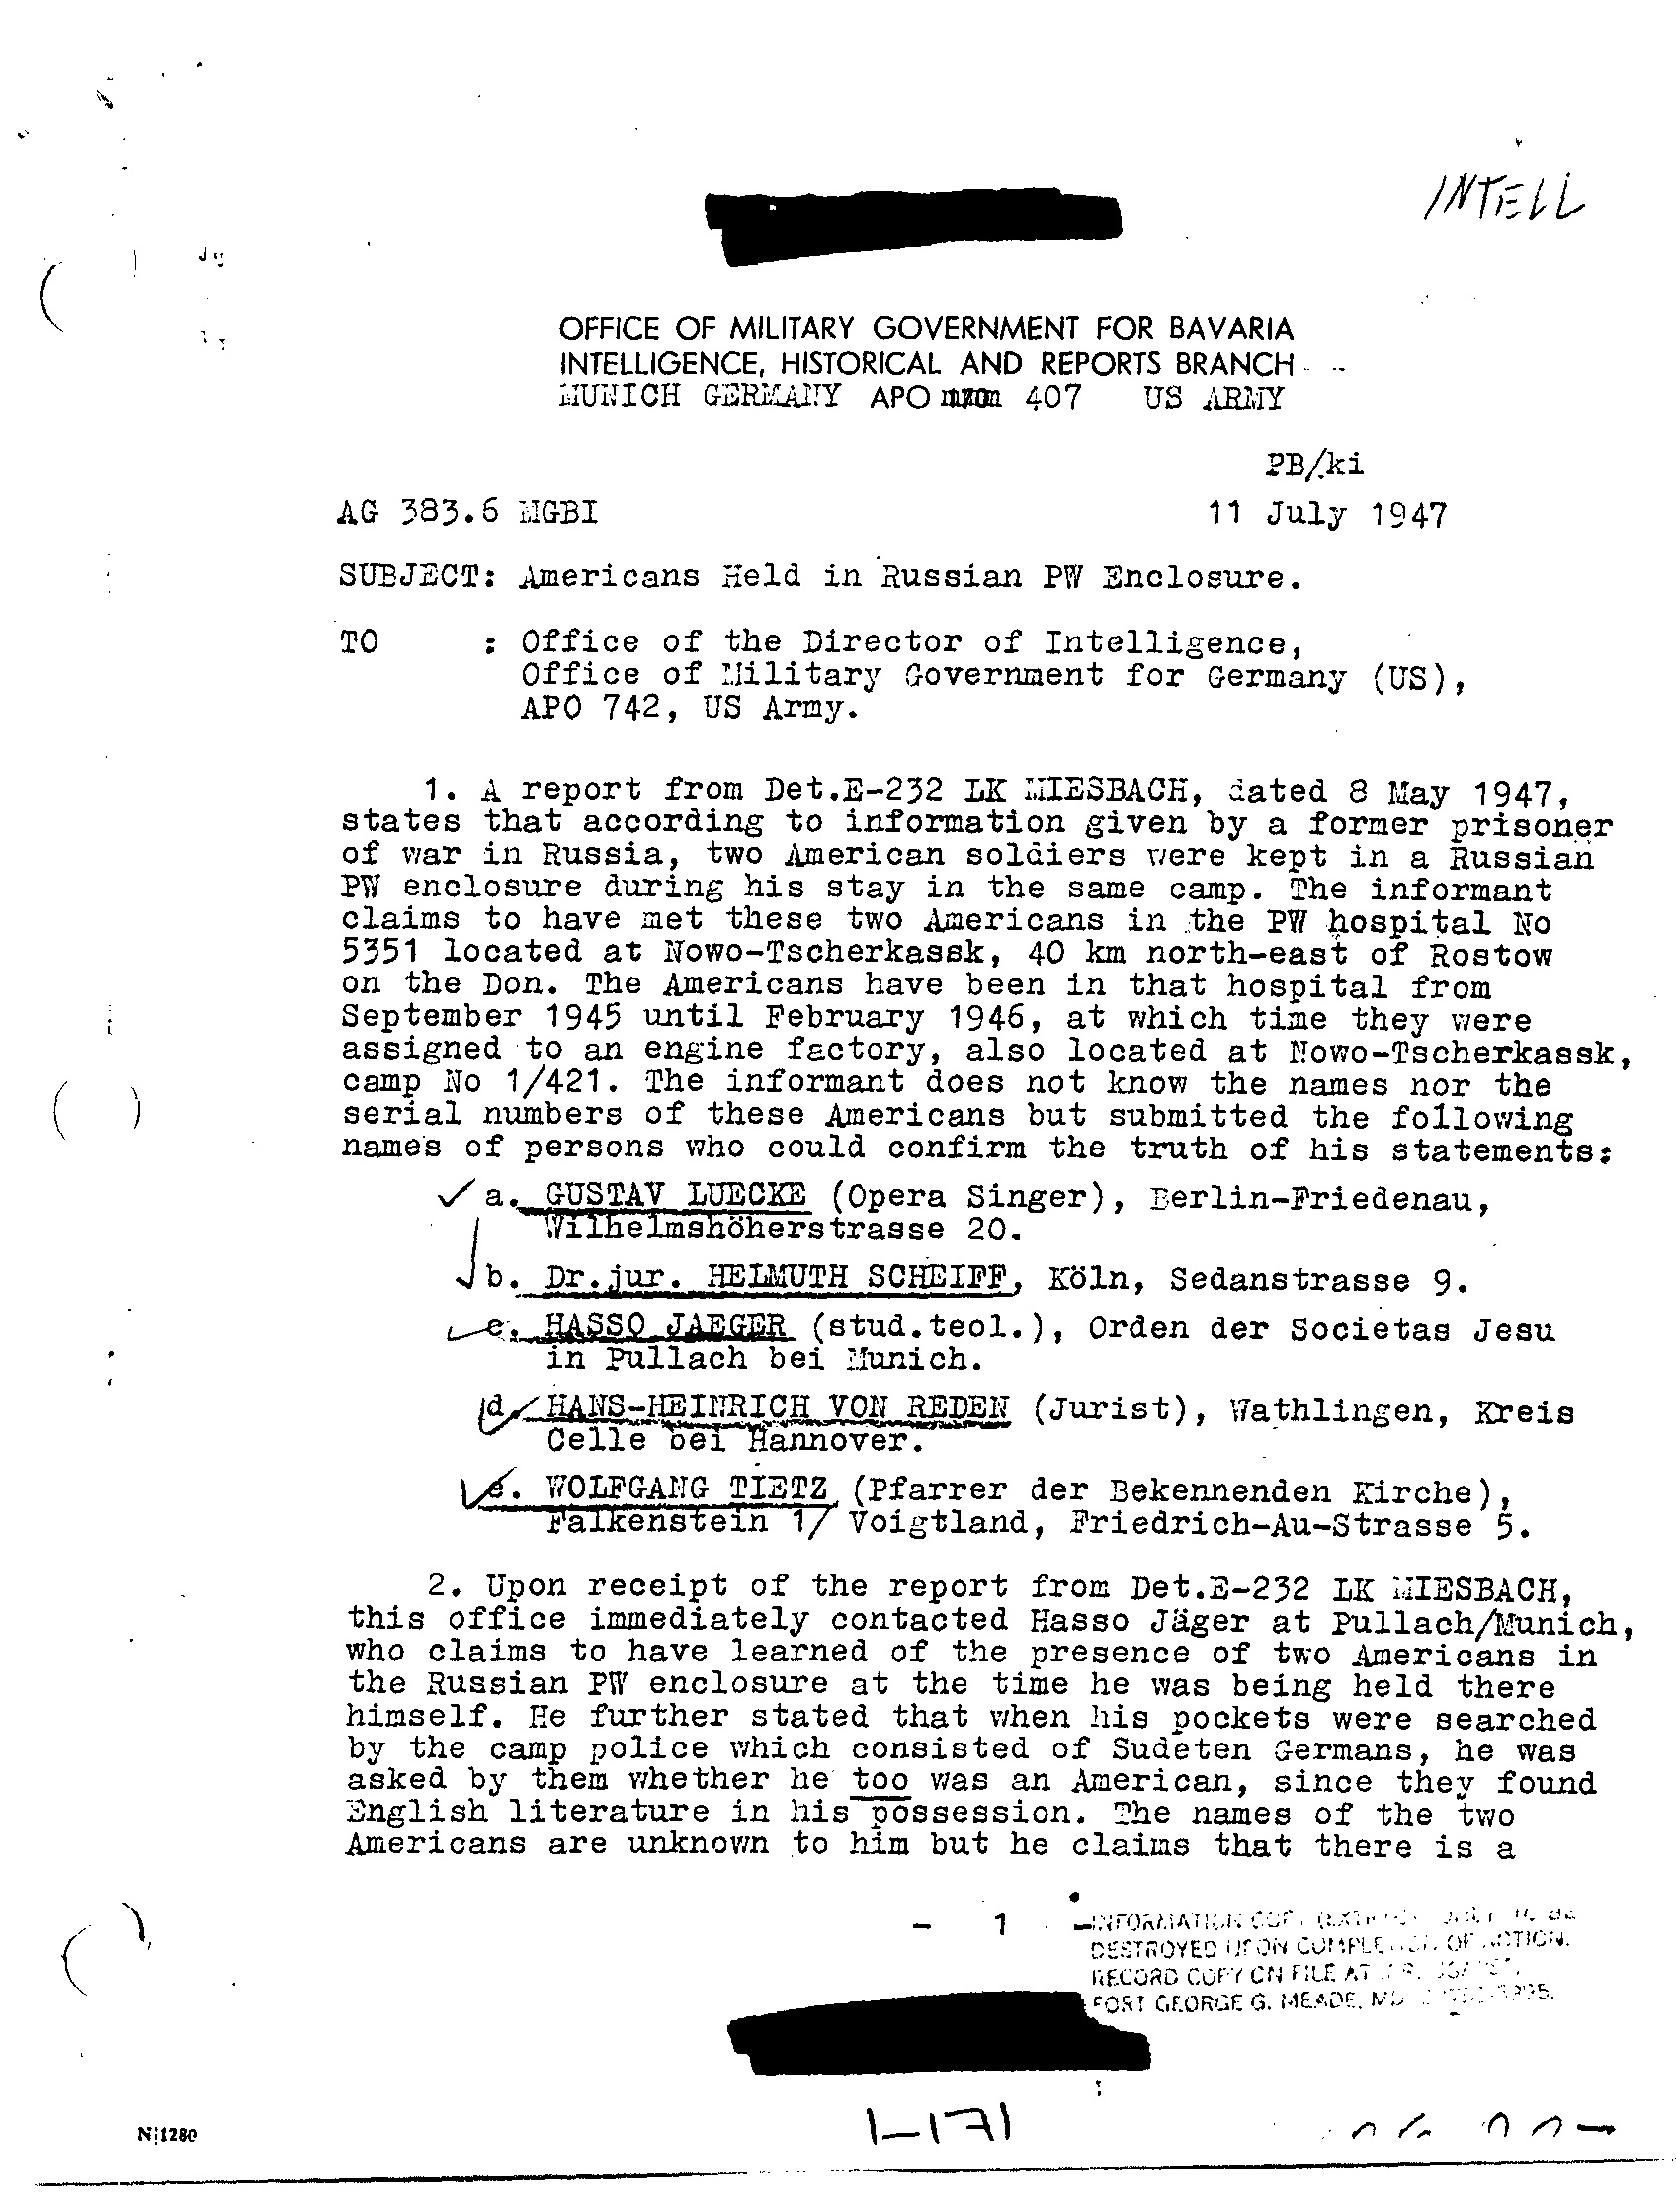 INTELL
OFFICE OF MILITARY GOVERNMENT FOR BAVARIA
INTELLIGENCE, HISTORICAL AND REPORTS BRANCH
MUNICH GERMANY APO 407 US ARMY
PB/ki
AG 383.6 MGBI 11 July 1947
SUBJECT: Americans Held in Russian PW Enclosure.
TO : Office of the Director of Intelligence,
Office of Military Government for Germany (US),
APO 742, US Army.
1. A report from Det.E-232 LK MIESBACH, dated 8 May 1947,
states that according to information given by a former prisoner
of war in Russia, two American soldiers were kept in a Russian
PW enclosure during his stay in the same camp. The informant
claims to have met these two Americans in the PW hospital No
5351 located at Nowo-Tscherkassk, 40 km north-east of Rostow
on the Don. The Americans have been in that hospital from
September 1945 until February 1946, at which time they were
assigned to an engine factory, also located at Nowo-Tscherkassk,
camp No 1/421. The informant does not know the names nor the
serial numbers of these Americans but submitted the following
names of persons who could confirm the truth of his statements:
a. GUSTAV LUECKE (Opera Singer), Berlin-Friedenau,
Wilhelmshöherstrasse 20.
b. Dr.jur. HELMUTH SCHEIFF, Köln, Sedanstrasse 9.
c. HASSO JAEGER (stud.teol.), Orden der Societas Jesu
in Pullach bei Munich.
d. HANS-HEINRICH VON REDEN (Jurist), Wathlingen, Kreis
Celle bei Hannover.
e. WOLFGANG TIETZ (Pfarrer der Bekennenden Kirche),
Falkenstein 1/ Voigtland, Friedrich-Au-Strasse 5.
2. Upon receipt of the report from Det.E-232 LK MIESBACH,
this office immediately contacted Hasso Jäger at Pullach/Munich,
who claims to have learned of the presence of two Americans in
the Russian PW enclosure at the time he was being held there
himself. He further stated that when his pockets were searched
by the camp police which consisted of Sudeten Germans, he was
asked by them whether he too was an American, since they found
English literature in his possession. The names of the two
Americans are unknown to him but he claims that there is a
- 1 -
INFORMATION COPY
DESTROYED UPON COMPLETION OF ACTION.
RECORD COPY ON FILE AT
FORT GEORGE G. MEADE, MD
1-171
N|1280